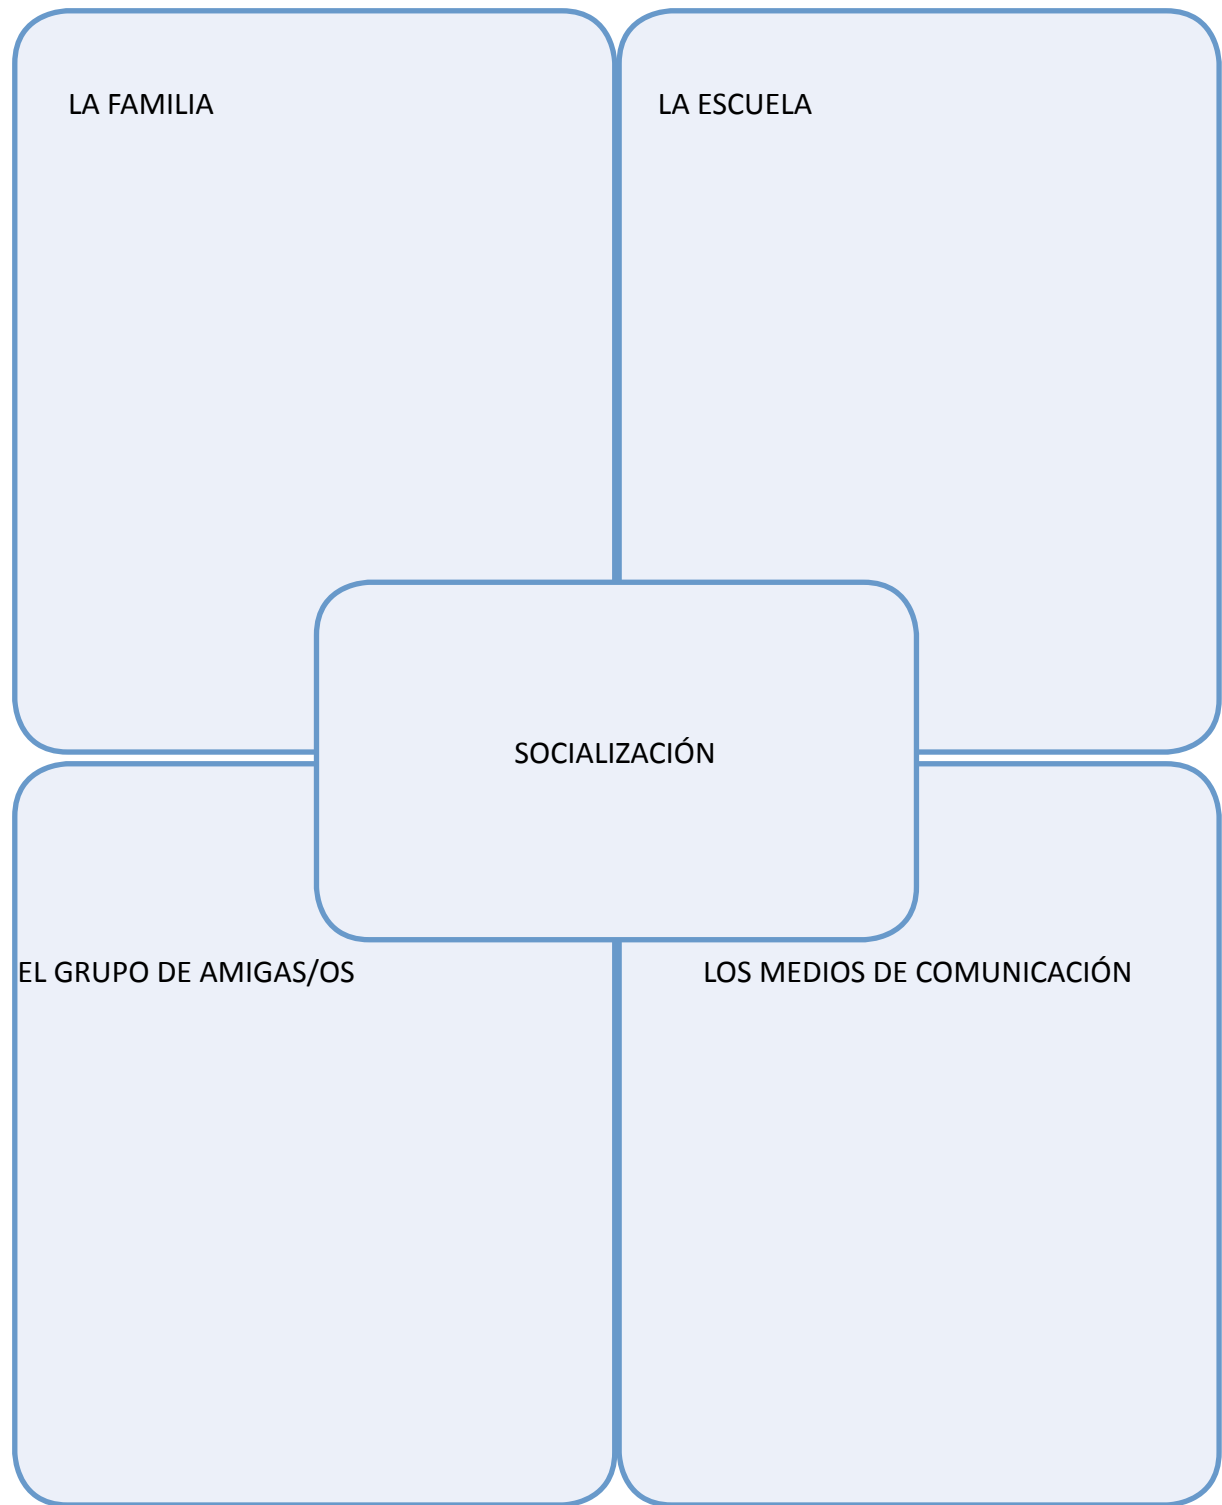 LA FAMILIA
LA ESCUELA
SOCIALIZACIÓN
EL GRUPO DE AMIGAS/OS
LOS MEDIOS DE COMUNICACIÓN